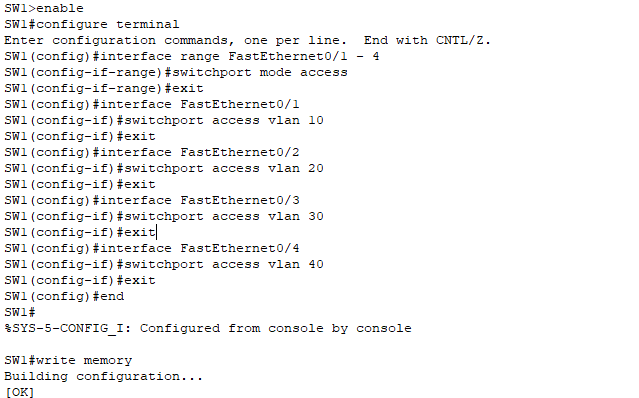 SW1>enable
SW1#configure terminal
Enter configuration commands, one per line.  End with CNTL/Z.
SW1(config)#interface range FastEthernet0/1 - 4
SW1(config-if-range)#switchport mode access
SW1(config-if-range)#exit
SW1(config)#interface FastEthernet0/1
SW1(config-if)#switchport access vlan 10
SW1(config-if)#exit
SW1(config)#interface FastEthernet0/2
SW1(config-if)#switchport access vlan 20
SW1(config-if)#exit
SW1(config)#interface FastEthernet0/3
SW1(config-if)#switchport access vlan 30
SW1(config-if)#exit
SW1(config)#interface FastEthernet0/4
SW1(config-if)#switchport access vlan 40
SW1(config-if)#exit
SW1(config)#end
SW1#
%SYS-5-CONFIG_I: Configured from console by console
SW1#write memory
Building configuration...
[OK]